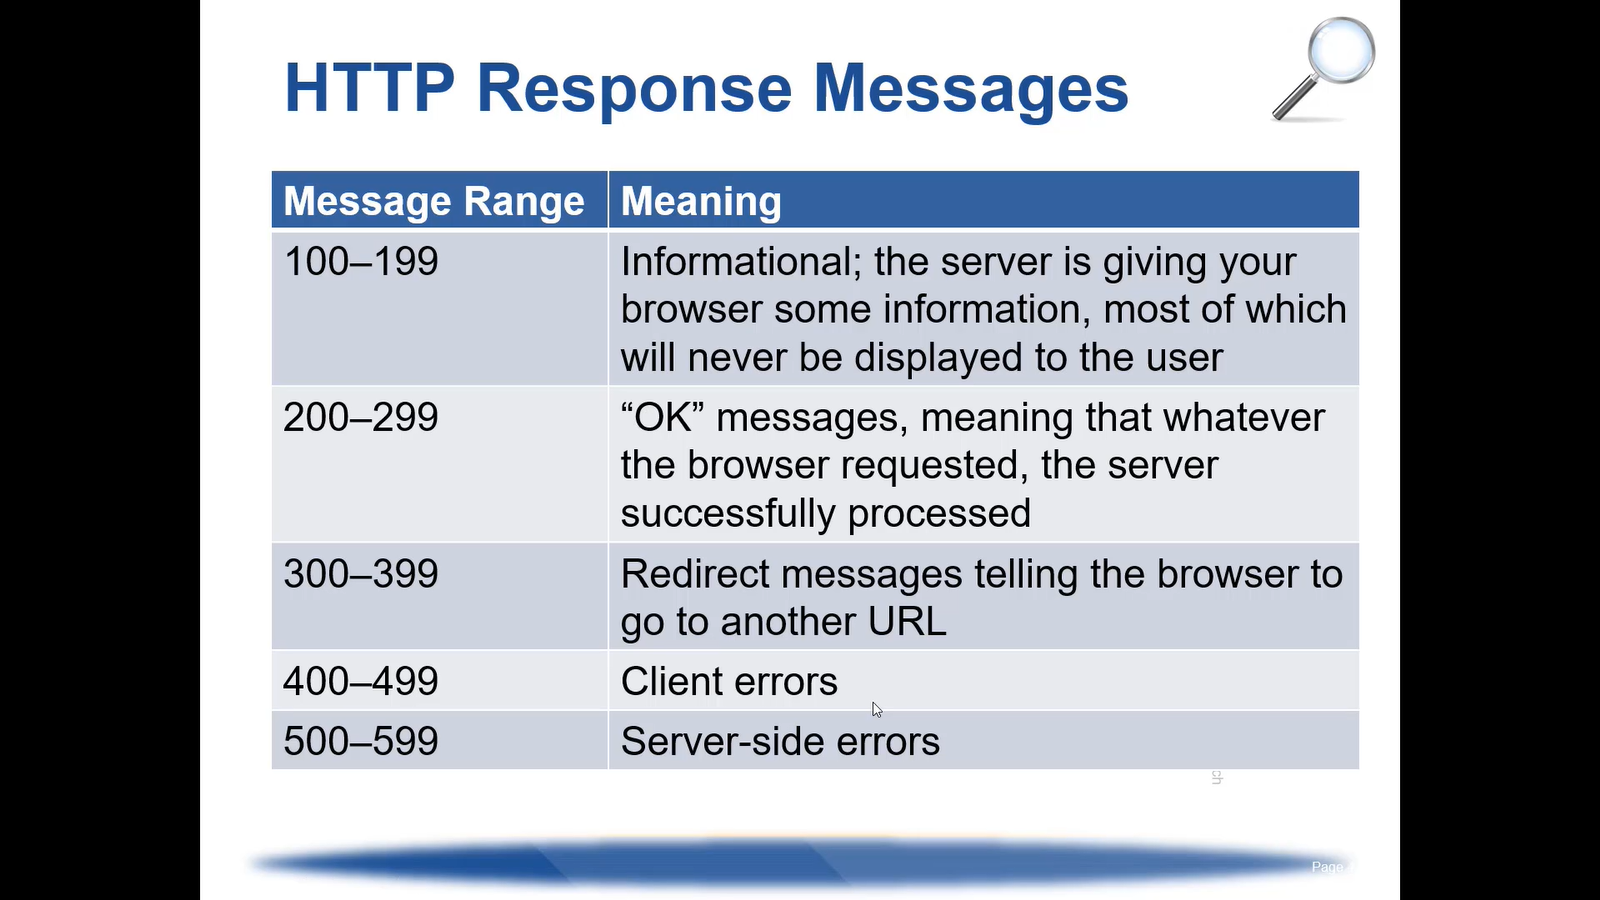 HTTP Response Messages
Message Range
Meaning
100–199
Informational; the server is giving your
browser some information, most of which
will never be displayed to the user
200–299
“OK” messages, meaning that whatever
the browser requested, the server
successfully processed
300–399
Redirect messages telling the browser to
go to another URL
400–499
Client errors
500–599
Server-side errors
ch
Page